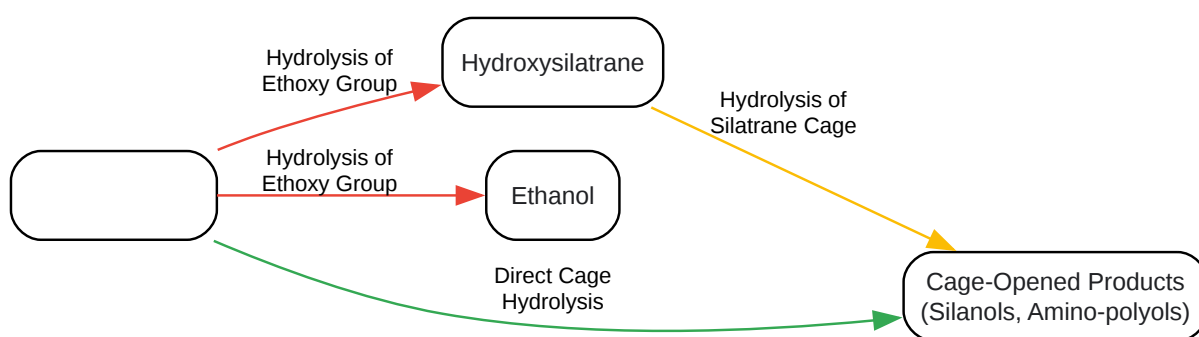 Hydrolysis of
Ethoxy Group
Hydroxysilatrane
Hydrolysis of
Silatrane Cage
Hydrolysis of
Ethoxy Group
Ethanol
Direct Cage
Hydrolysis
Cage-Opened Products
(Silanols, Amino-polyols)